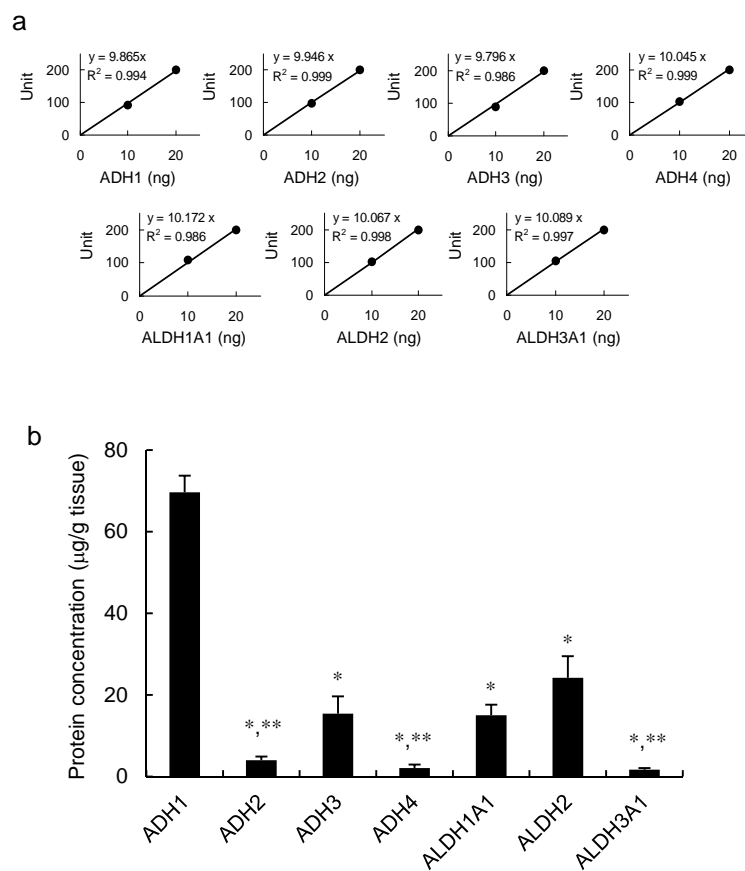 a
y = 9.865x
R² = 0.994
Unit
200
100
0
0 10 20
ADH1 (ng)
y = 9.946x
R² = 0.999
Unit
200
100
0
0 10 20
ADH2 (ng)
y = 9.796x
R² = 0.986
Unit
200
100
0
0 10 20
ADH3 (ng)
y = 10.045x
R² = 0.999
Unit
200
100
0
0 10 20
ADH4 (ng)
y = 10.172 x
R² = 0.986
Unit
200
100
0
0 10 20
ALDH1A1 (ng)
y = 10.067 x
R² = 0.998
Unit
200
100
0
0 10 20
ALDH2 (ng)
y = 10.089x
R² = 0.997
Unit
200
100
0
0 10 20
ALDH3A1 (ng)
b
Protein concentration (μg/g tissue)
80
60
40
20
0
*,**
*
*,**
*
*
*,**
ADH1
ADH2
ADH3
ADH4
ALDH1A1
ALDH2
ALDH3A1